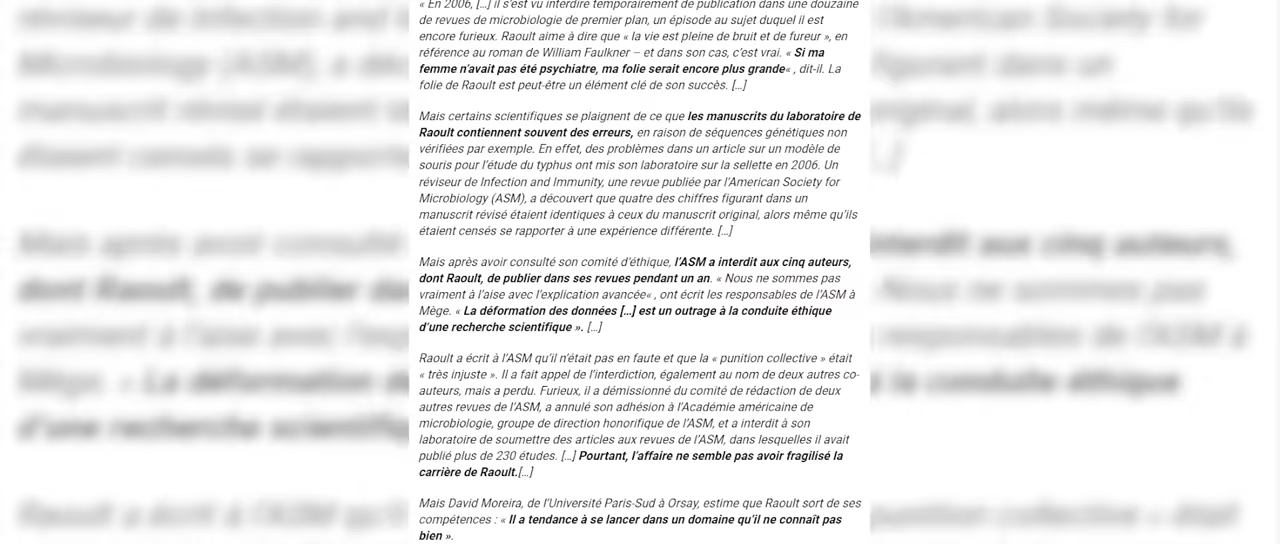 « En 2006, […] il s'est vu interdire temporairement de publication dans une douzaine
de revues de microbiologie de premier plan, un épisode au sujet duquel il est
encore furieux. Raoult aime à dire que « la vie est pleine de bruit et de fureur », en
référence au roman de William Faulkner – et dans son cas, c'est vrai. « Si ma
femme n'avait pas été psychiatre, ma folie serait encore plus grande« , dit-il. La
folie de Raoult est peut-être un élément clé de son succès. […]
Mais certains scientifiques se plaignent de ce que les manuscrits du laboratoire de
Raoult contiennent souvent des erreurs, en raison de séquences génétiques non
vérifiées par exemple. En effet, des problèmes dans un article sur un modèle de
souris pour l'étude du typhus ont mis son laboratoire sur la sellette en 2006. Un
réviseur de Infection and Immunity, une revue publiée par l'American Society for
Microbiology (ASM), a découvert que quatre des chiffres figurant dans un
manuscrit révisé étaient identiques à ceux du manuscrit original, alors même qu'ils
étaient censés se rapporter à une expérience différente. […]
Mais après avoir consulté son comité d'éthique, l'ASM a interdit aux cinq auteurs,
dont Raoult, de publier dans ses revues pendant un an. « Nous ne sommes pas
vraiment à l'aise avec l'explication avancée« , ont écrit les responsables de l'ASM à
Mège. « La déformation des données […] est un outrage à la conduite éthique
d'une recherche scientifique ». […]
Raoult a écrit à l'ASM qu'il n'était pas en faute et que la « punition collective » était
« très injuste ». Il a fait appel de l'interdiction, également au nom de deux autres co-
auteurs, mais a perdu. Furieux, il a démissionné du comité de rédaction de deux
autres revues de l'ASM, a annulé son adhésion à l'Académie américaine de
microbiologie, groupe de direction honorifique de l'ASM, et a interdit à son
laboratoire de soumettre des articles aux revues de l'ASM, dans lesquelles il avait
publié plus de 230 études. […] Pourtant, l'affaire ne semble pas avoir fragilisé la
carrière de Raoult.[…]
Mais David Moreira, de l'Université Paris-Sud à Orsay, estime que Raoult sort de ses
compétences : « Il a tendance à se lancer dans un domaine qu'il ne connaît pas
bien ».